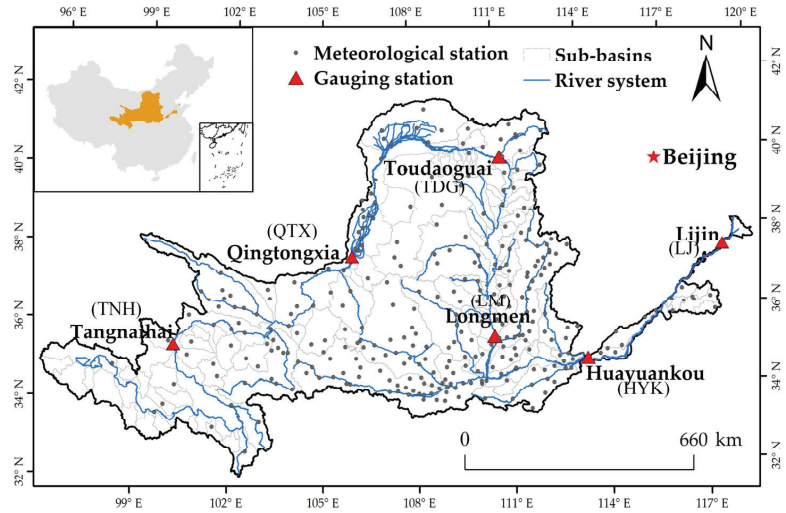 96° E 99° E 102° E 105° E 108° E 111° E 114° E 117° E 120° E
Meteorological station
Sub-basins
Gauging station
River system
N
42° N
42° N
40° N
40° N
38° N
38° N
36° N
36° N
34° N
34° N
32° N
32° N
Beijing
Toudaoguai
(TDG)
(QTX)
Qingtongxia
Lijin
(LJ)
(TNH)
Tangnaihai
(LM)
Longmen
Huayuankou
(HYK)
0 660 km
99° E 102° E 105° E 108° E 111° E 114° E 117° E